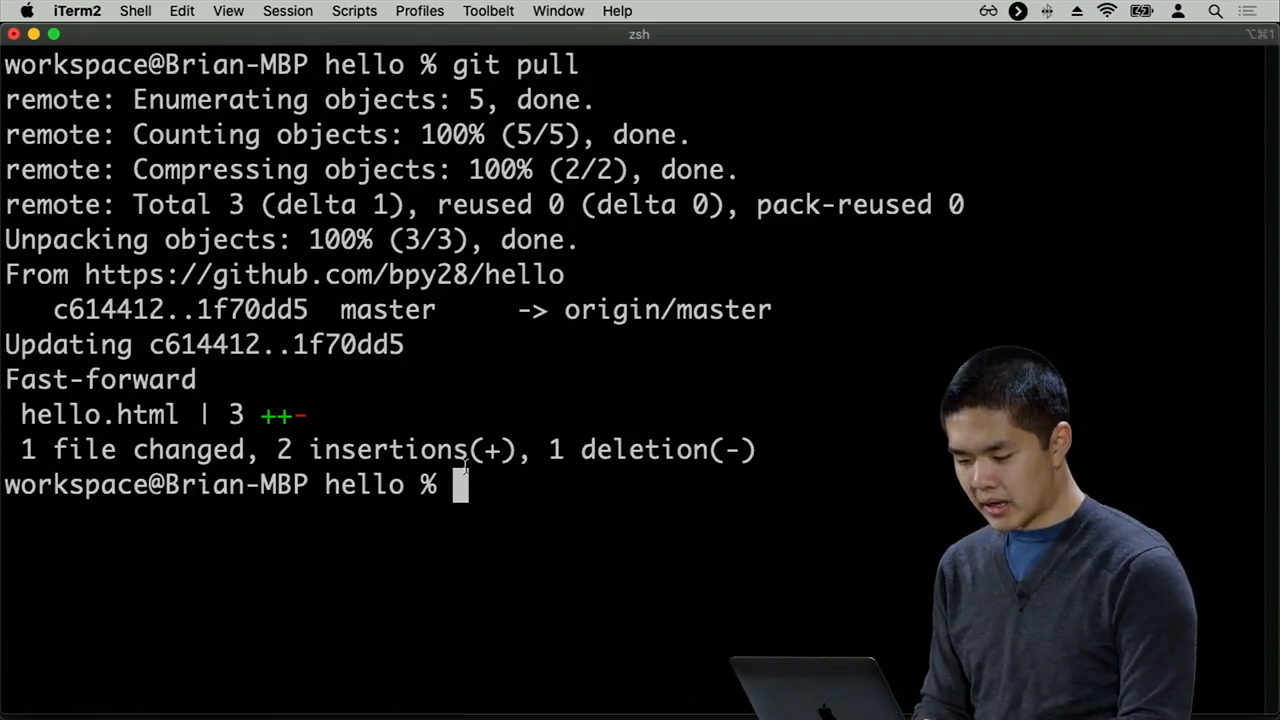 iTerm2 Shell Edit View Session Scripts Profiles Toolbelt Window Help
zsh
⌥⌘1
workspace@Brian-MBP hello % git pull
remote: Enumerating objects: 5, done.
remote: Counting objects: 100% (5/5), done.
remote: Compressing objects: 100% (2/2), done.
remote: Total 3 (delta 1), reused 0 (delta 0), pack-reused 0
Unpacking objects: 100% (3/3), done.
From https://github.com/bpy28/hello
   c614412..1f70dd5  master     -> origin/master
Updating c614412..1f70dd5
Fast-forward
 hello.html | 3 ++-
 1 file changed, 2 insertions(+), 1 deletion(-)
workspace@Brian-MBP hello %